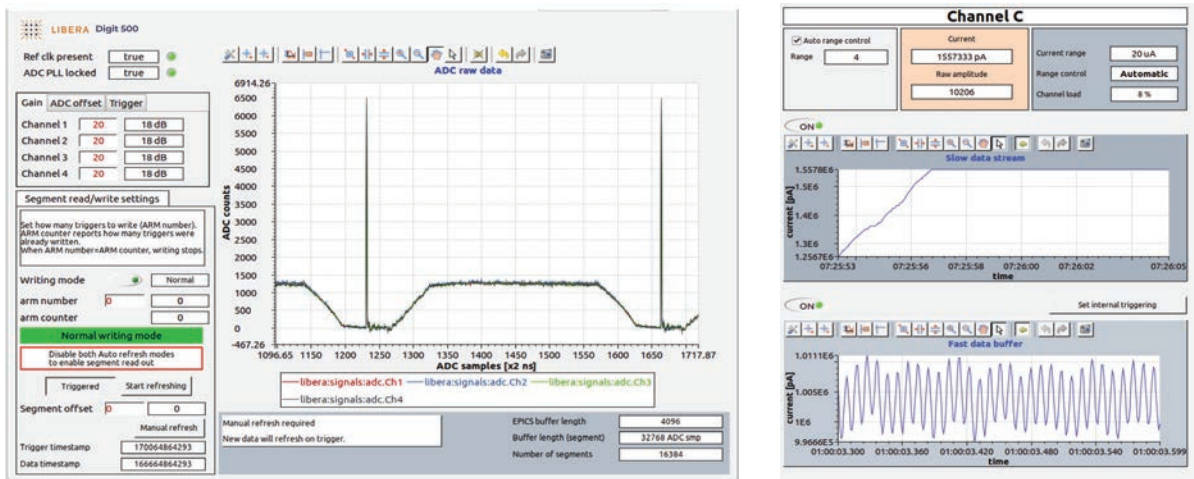 LIBERA Digit 500
Ref clk present true
ADC PLL locked true
Gain ADC offset Trigger
Channel 1 20 18 dB
Channel 2 20 18 dB
Channel 3 20 18 dB
Channel 4 20 18 dB
Segment read/write settings
Set how many triggers to write (ARM number).
ARM counter reports how many triggers were
already written.
When ARM number=ARM counter, writing stops.
Writing mode Normal
arm number 0 0
arm counter 0
Normal writing mode
Disable both Auto refresh modes
to enable segment read out
Triggered Start refreshing
Segment offset 0 0
Manual refresh
Trigger timestamp 170064864293
Data timestamp 166664864293
ADC raw data
ADC counts
6914.26
6500
6000
5500
5000
4500
4000
3500
3000
2500
2000
1500
1000
500
0
-467.26
1096.65 1150 1200 1250 1300 1350 1400 1450 1500 1550 1600 1650 1717.87
ADC samples [x2 ns]
libera:signals:adc.Ch1 libera:signals:adc.Ch2 libera:signals:adc.Ch3
libera:signals:adc.Ch4
Manual refresh required
New data will refresh on trigger.
EPICS buffer length 4096
Buffer length (segment) 32768 ADC smp
Number of segments 16384
Channel C
Auto range control
Range 4
Current
1557333 pA
Raw amplitude
10206
Current range 20 uA
Range control Automatic
Channel load 8 %
ON
Slow data stream
current [pA]
1.5578E6
1.5E6
1.4E6
1.3E6
1.2567E6
07:25:53 07:25:56 07:25:58 07:26:00 07:26:02 07:26:05
time
ON
Set internal triggering
Fast data buffer
current [pA]
1.0111E6
1.005E6
1E6
9.9666E5
01:00:03.300 01:00:03.360 01:00:03.420 01:00:03.480 01:00:03.540 01:00:03.599
time